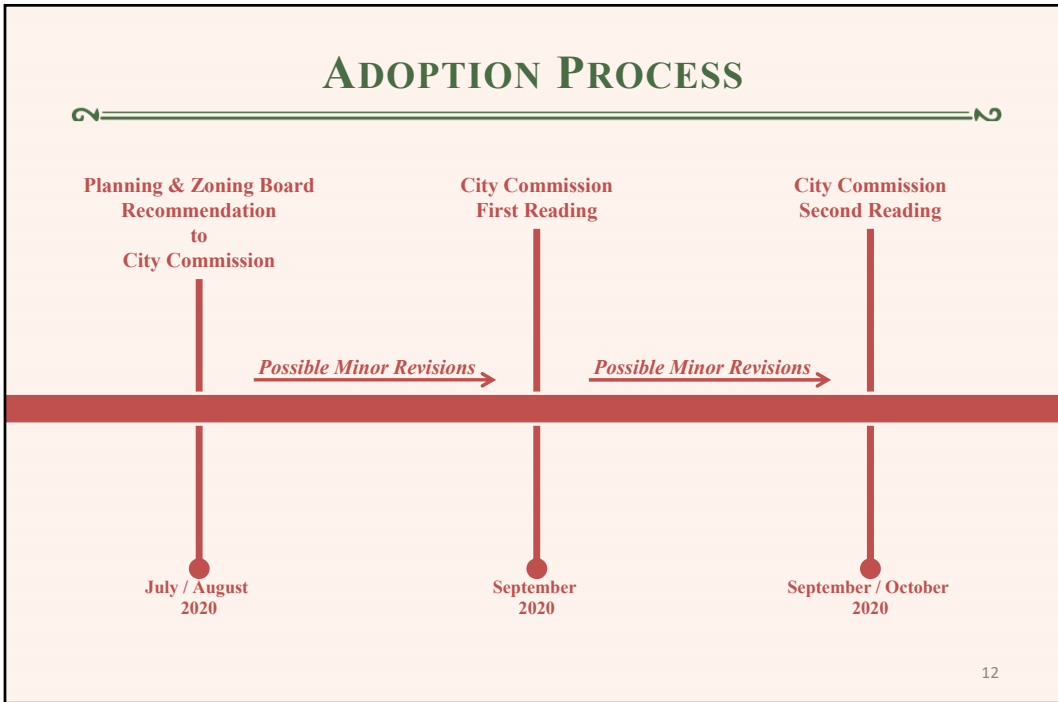 ADOPTION PROCESS
Planning & Zoning Board
Recommendation
to
City Commission
City Commission
First Reading
City Commission
Second Reading
Possible Minor Revisions
Possible Minor Revisions
July / August
2020
September
2020
September / October
2020
12